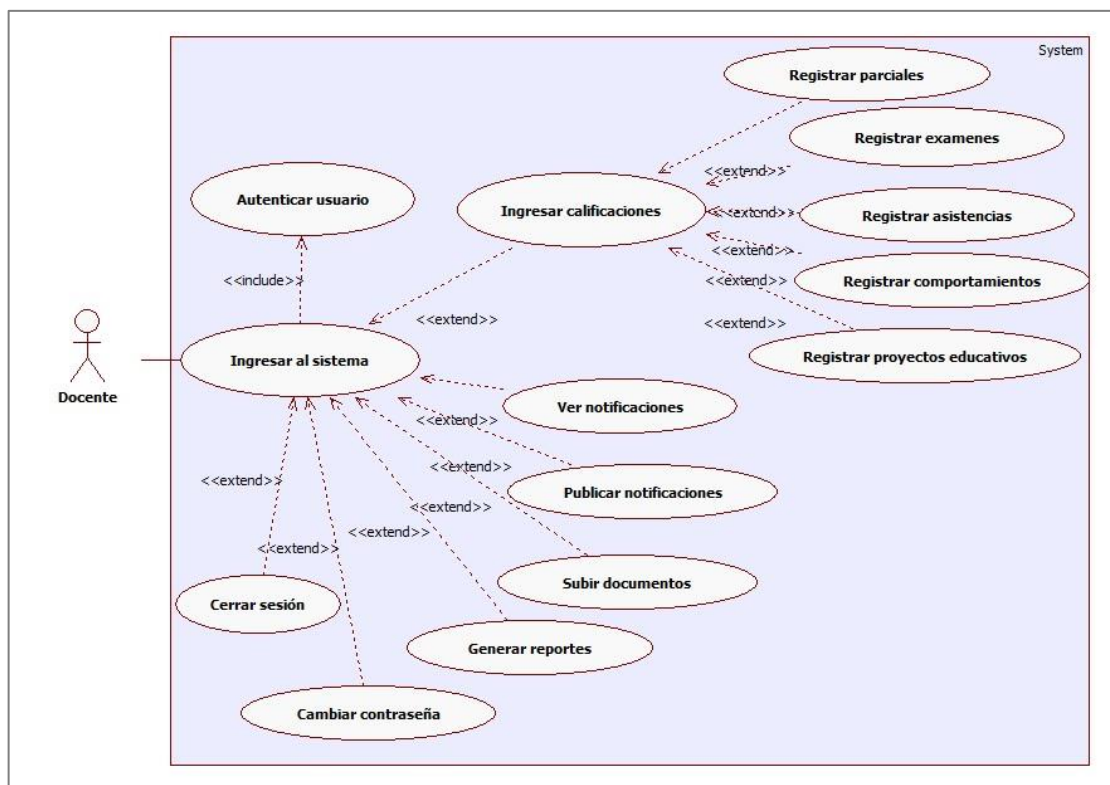 System
Registrar parciales
Registrar examenes
<<extend>>
Autenticar usuario
Ingresar calificaciones
<<extend>>
Registrar asistencias
<<extend>>
<<include>>
<<extend>>
Registrar comportamientos
<<extend>>
<<extend>>
Ingresar al sistema
Registrar proyectos educativos
Docente
Ver notificaciones
<<extend>>
<<extend>>
<<extend>>
Publicar notificaciones
<<extend>>
<<extend>>
<<extend>>
Subir documentos
Cerrar sesión
Generar reportes
Cambiar contraseña